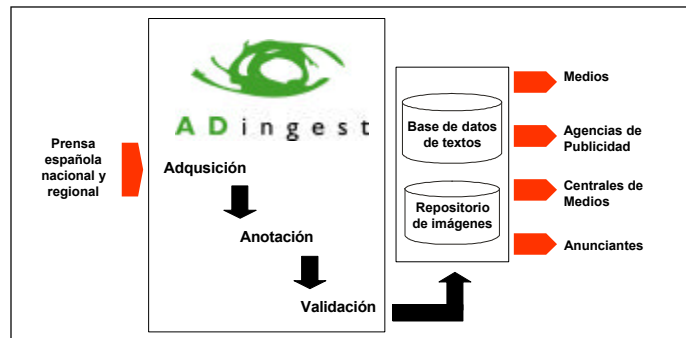 Prensa
española
nacional y
regional
ADingest
Adqusición
Anotación
Validación
Base de datos
de textos
Repositorio
de imágenes
Medios
Agencias de
Publicidad
Centrales de
Medios
Anunciantes